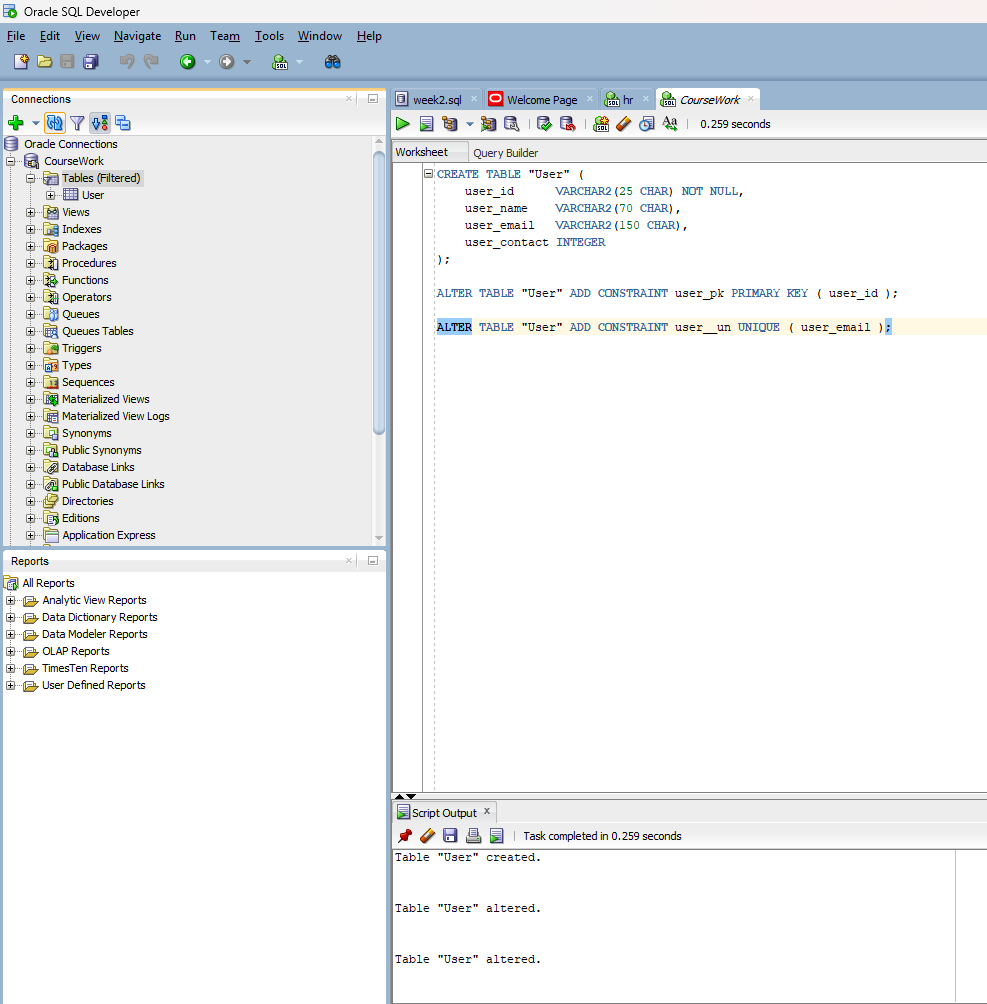 Oracle SQL Developer
File Edit View Navigate Run Team Tools Window Help
Connections
Oracle Connections
CourseWork
Tables (Filtered)
User
Views
Indexes
Packages
Procedures
Functions
Operators
Queues
Queues Tables
Triggers
Types
Sequences
Materialized Views
Materialized View Logs
Synonyms
Public Synonyms
Database Links
Public Database Links
Directories
Editions
Application Express
Reports
All Reports
Analytic View Reports
Data Dictionary Reports
Data Modeler Reports
OLAP Reports
TimesTen Reports
User Defined Reports
week2.sql Welcome Page hr CourseWork
0.259 seconds
Worksheet Query Builder
CREATE TABLE "User" (
user_id VARCHAR2(25 CHAR) NOT NULL,
user_name VARCHAR2(70 CHAR),
user_email VARCHAR2(150 CHAR),
user_contact INTEGER
);
ALTER TABLE "User" ADD CONSTRAINT user_pk PRIMARY KEY ( user_id );
ALTER TABLE "User" ADD CONSTRAINT user__un UNIQUE ( user_email );
Script Output
Task completed in 0.259 seconds
Table "User" created.
Table "User" altered.
Table "User" altered.